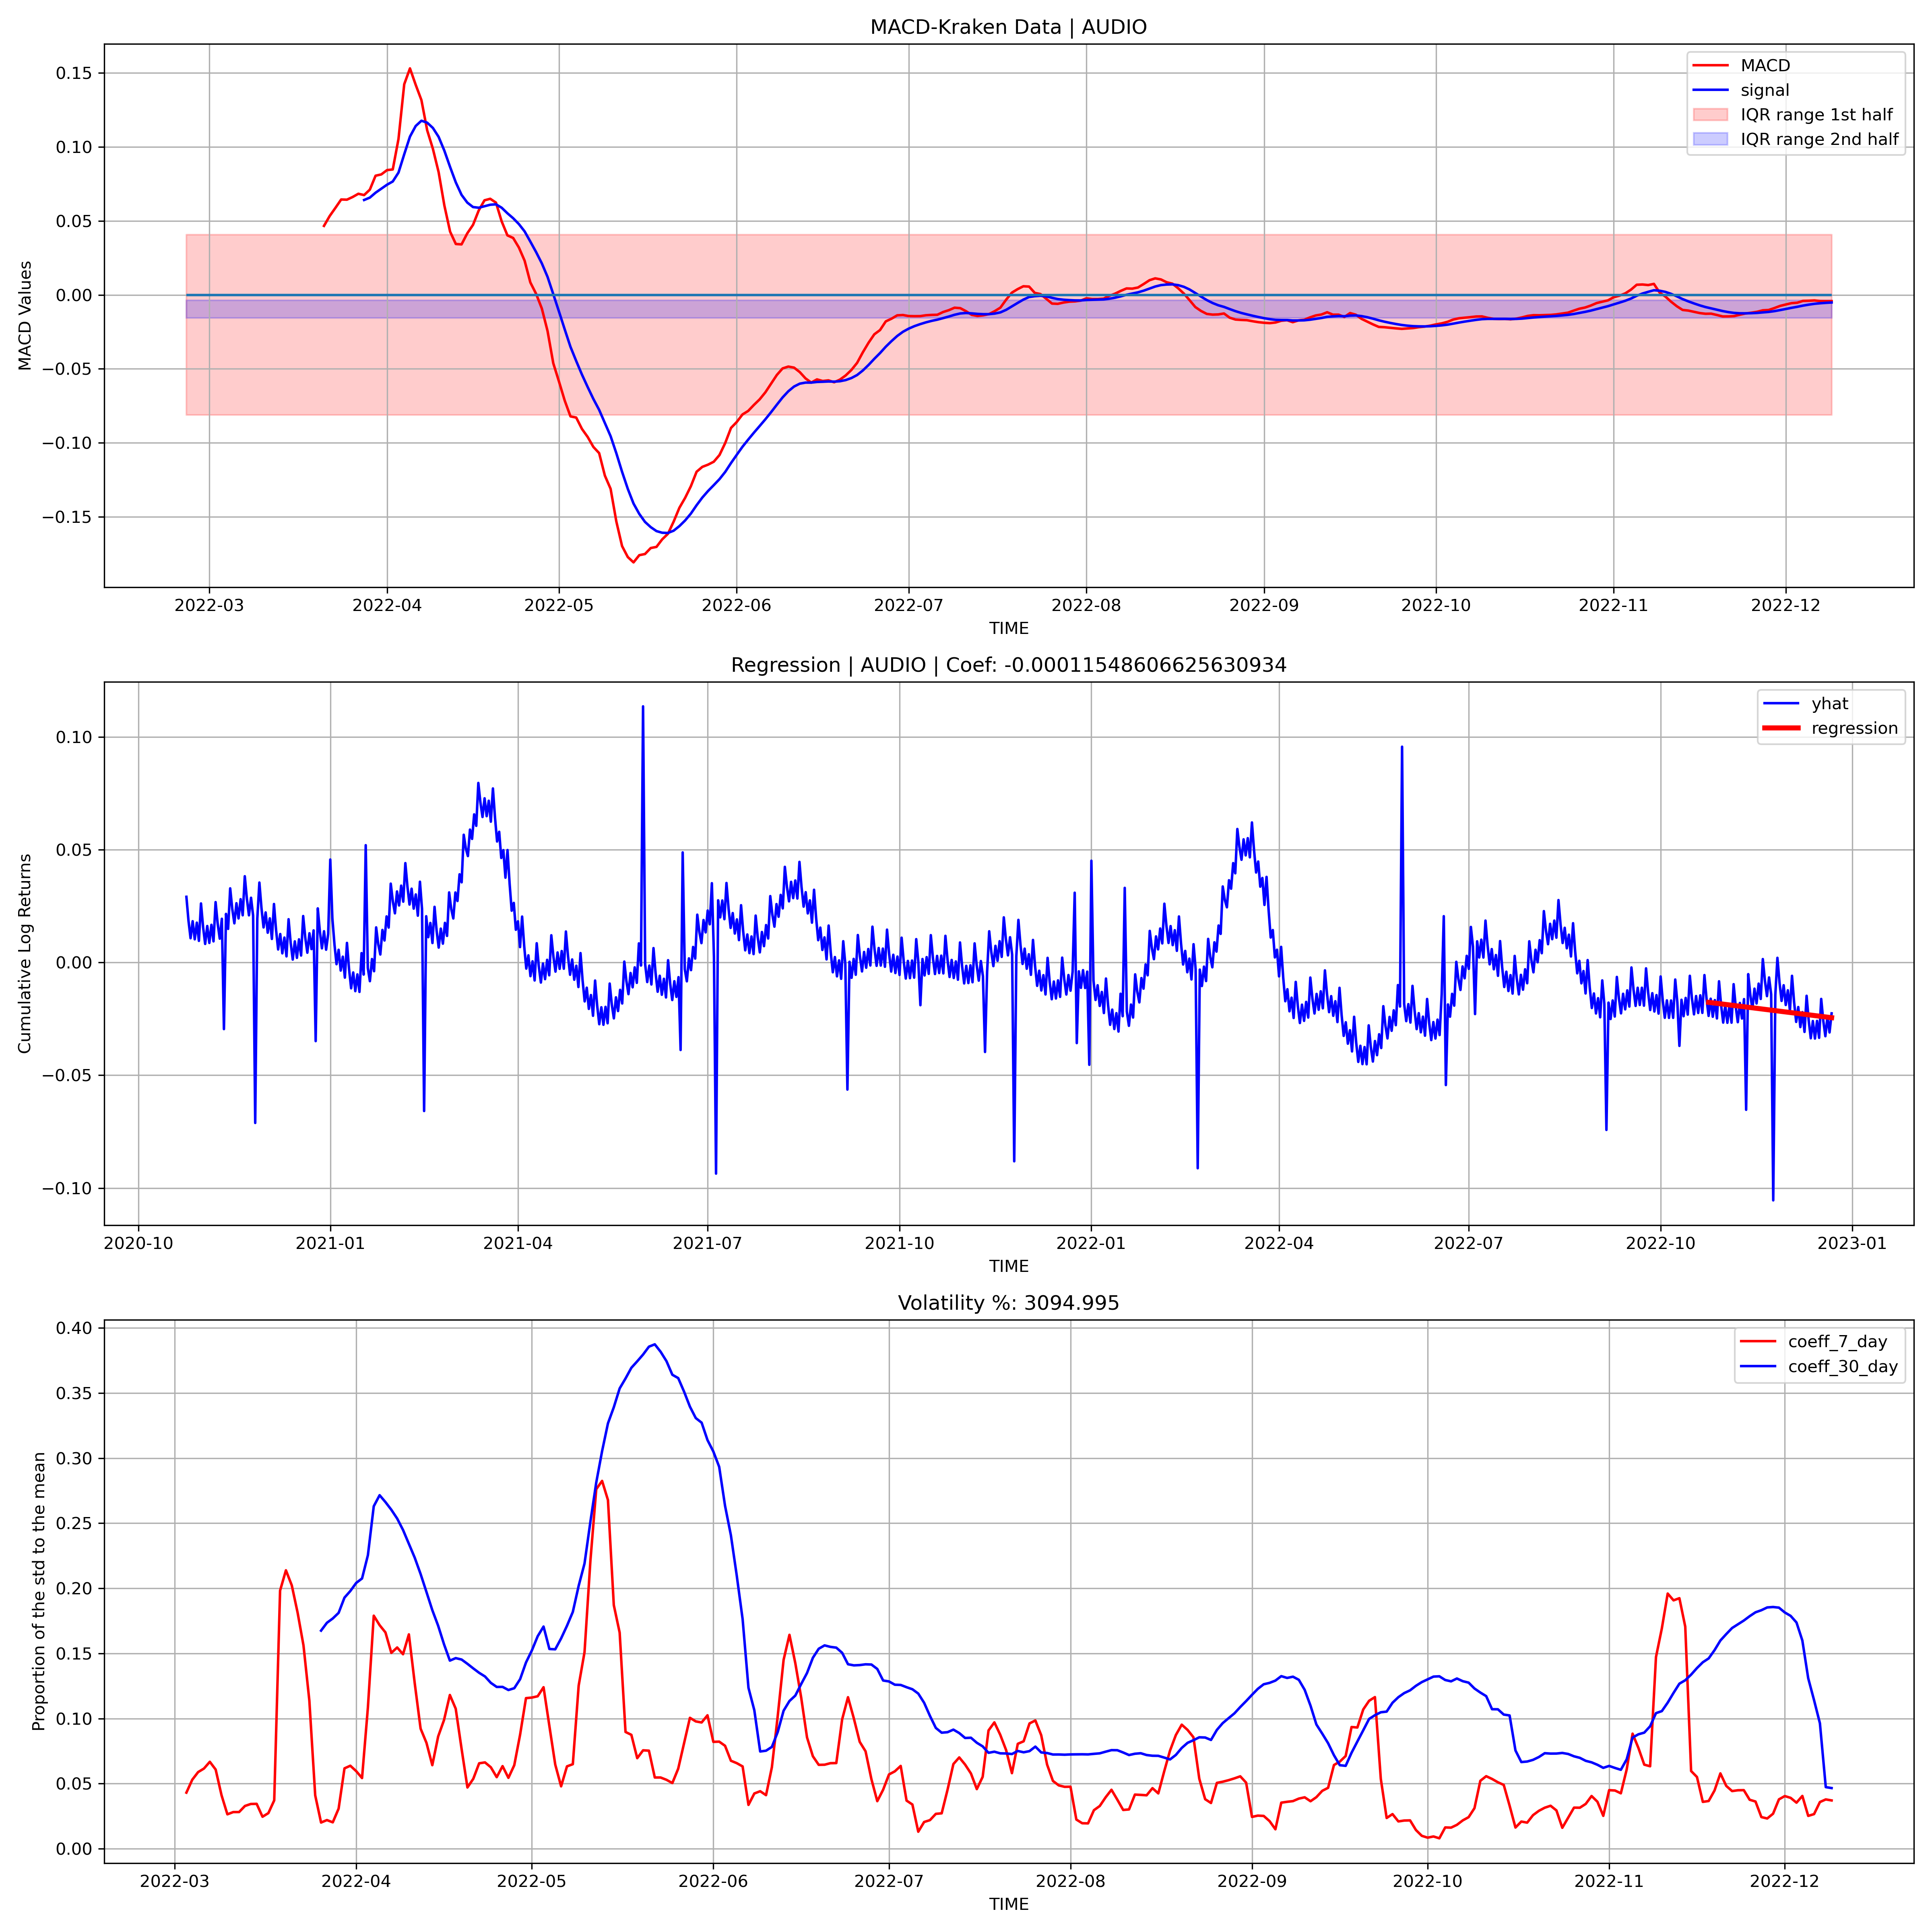 MACD-Kraken Data | AUDIO
MACD
signal
IQR range 1st half
IQR range 2nd half
0.15
0.10
0.05
0.00
−0.05
−0.10
−0.15
MACD Values
2022-03 2022-04 2022-05 2022-06 2022-07 2022-08 2022-09 2022-10 2022-11 2022-12
TIME
Regression | AUDIO | Coef: -0.00011548606625630934
yhat
regression
0.10
0.05
0.00
−0.05
−0.10
Cumulative Log Returns
2020-10 2021-01 2021-04 2021-07 2021-10 2022-01 2022-04 2022-07 2022-10 2023-01
TIME
Volatility %: 3094.995
coeff_7_day
coeff_30_day
0.40
0.35
0.30
0.25
0.20
0.15
0.10
0.05
0.00
Proportion of the std to the mean
2022-03 2022-04 2022-05 2022-06 2022-07 2022-08 2022-09 2022-10 2022-11 2022-12
TIME